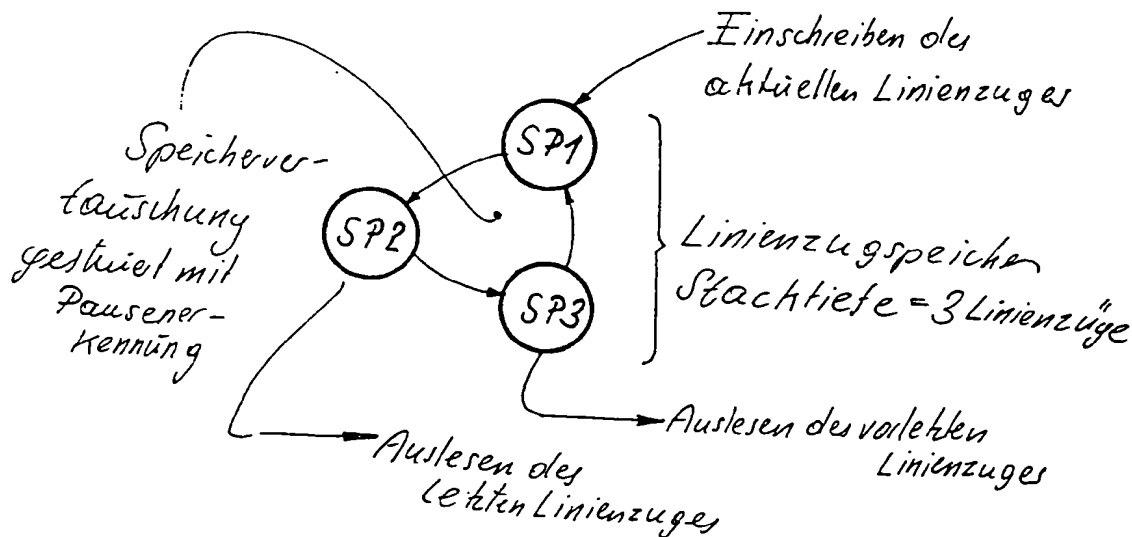 Einschreiben des
aktuellen Linienzuges
SP1
Speicherver-
tauschung
gesteuert mit
Pausener-
kennung
SP2
SP3
Linienzugspeicher
Stacktiefe = 3 Linienzüge
Auslesen des vorletzten
Linienzuges
Auslesen des
letzten Linienzuges